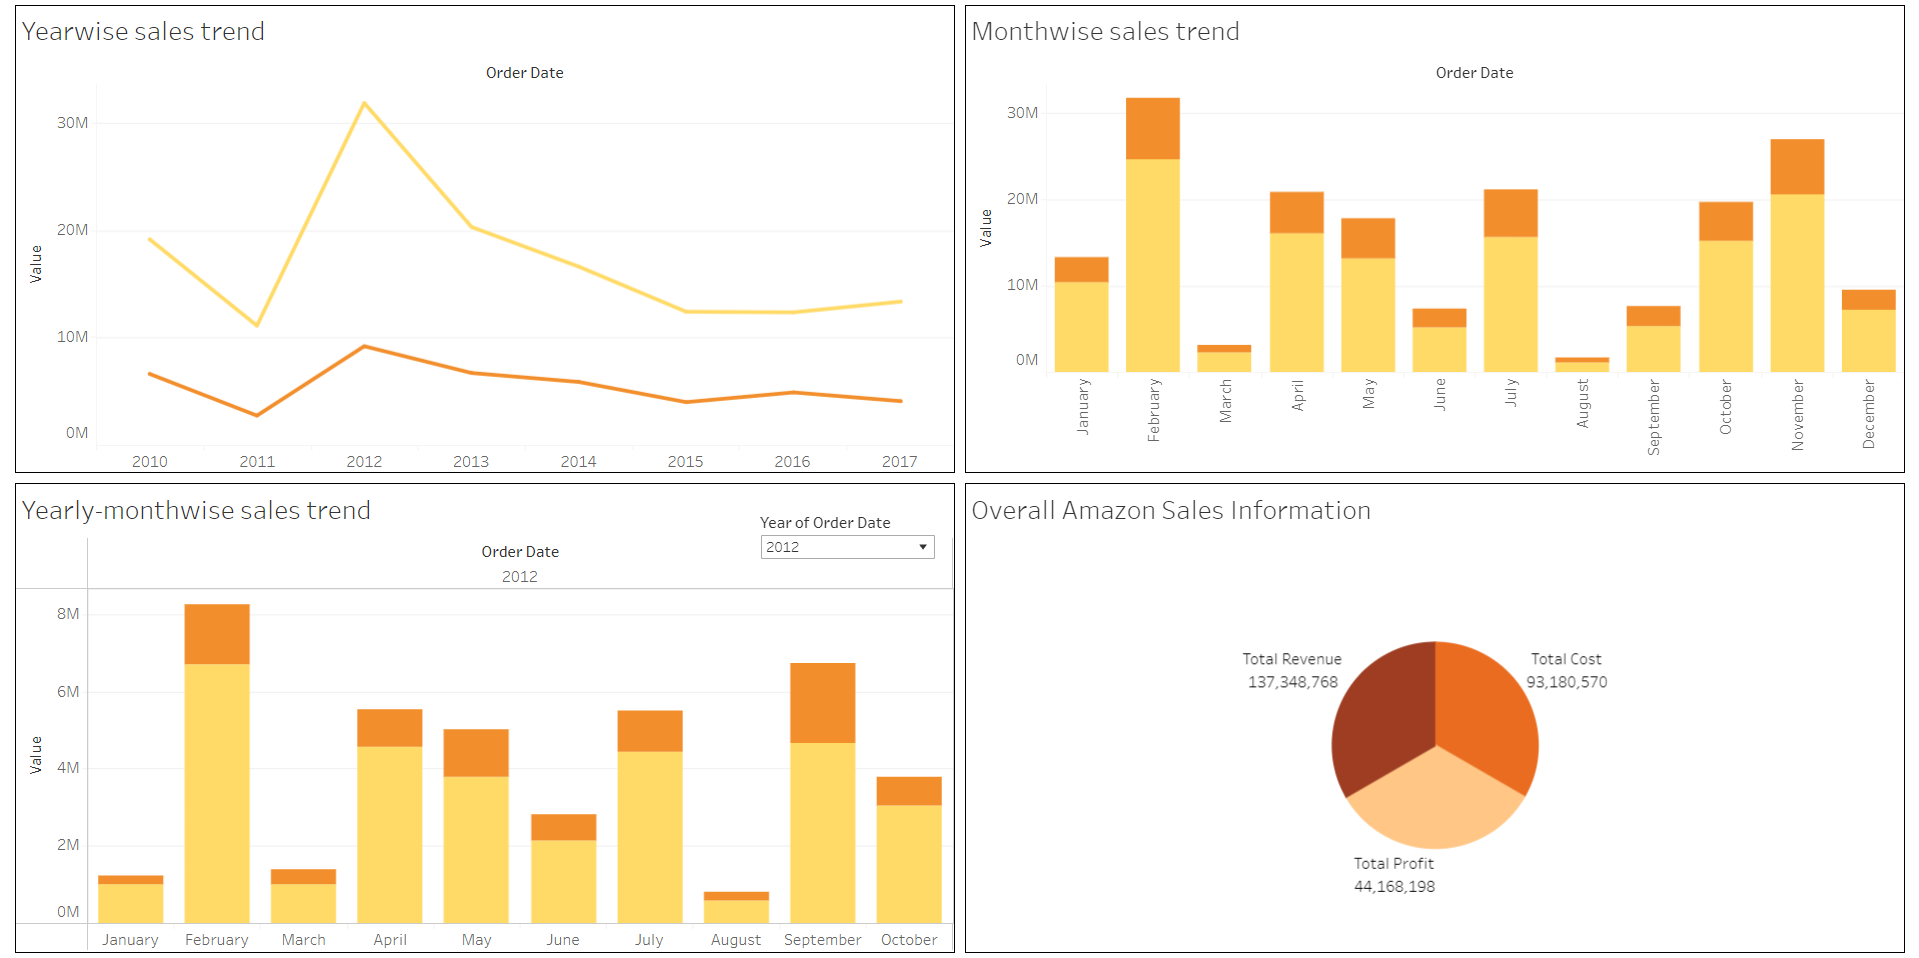 Yearwise sales trend
Order Date
Value
30M
20M
10M
0M
2010 2011 2012 2013 2014 2015 2016 2017
Monthwise sales trend
Order Date
Value
30M
20M
10M
0M
January February March April May June July August September October November December
Yearly-monthwise sales trend
Year of Order Date
2012
Order Date
2012
Value
8M
6M
4M
2M
0M
January February March April May June July August September October
Overall Amazon Sales Information
Total Revenue
137,348,768
Total Cost
93,180,570
Total Profit
44,168,198